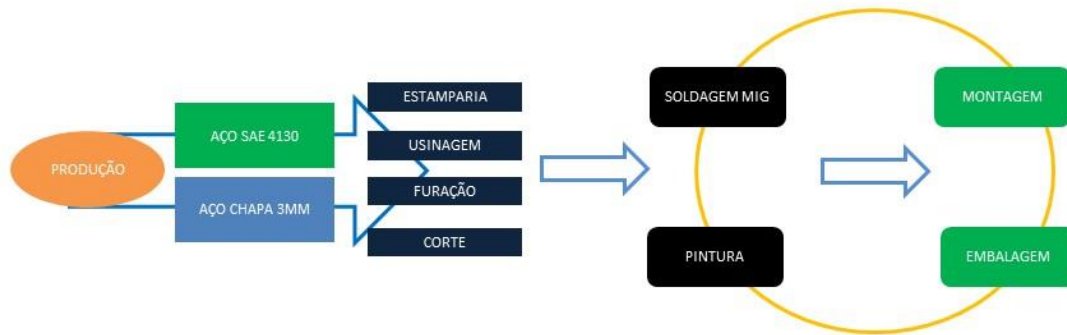 PRODUÇÃO
AÇO SAE 4130
AÇO CHAPA 3MM
ESTAMPARIA
USINAGEM
FURAÇÃO
CORTE
SOLDAGEM MIG
PINTURA
MONTAGEM
EMBALAGEM